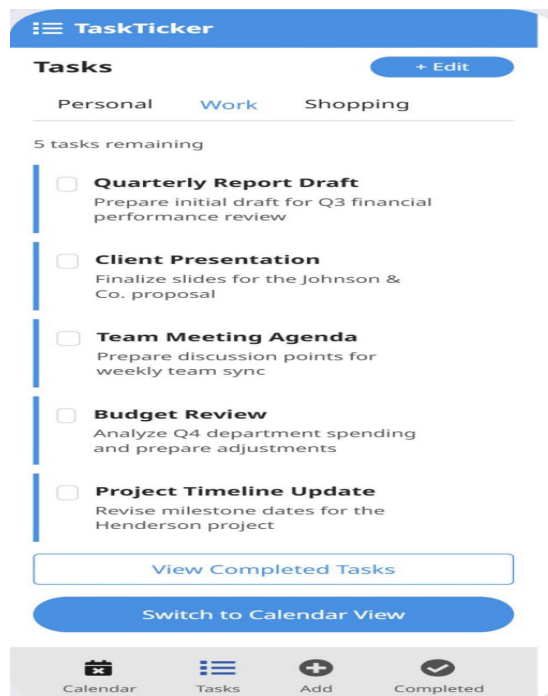 TaskTicker
Tasks
+ Edit
Personal Work Shopping
5 tasks remaining
Quarterly Report Draft
Prepare initial draft for Q3 financial
performance review
Client Presentation
Finalize slides for the Johnson &
Co. proposal
Team Meeting Agenda
Prepare discussion points for
weekly team sync
Budget Review
Analyze Q4 department spending
and prepare adjustments
Project Timeline Update
Revise milestone dates for the
Henderson project
View Completed Tasks
Switch to Calendar View
Calendar Tasks Add Completed